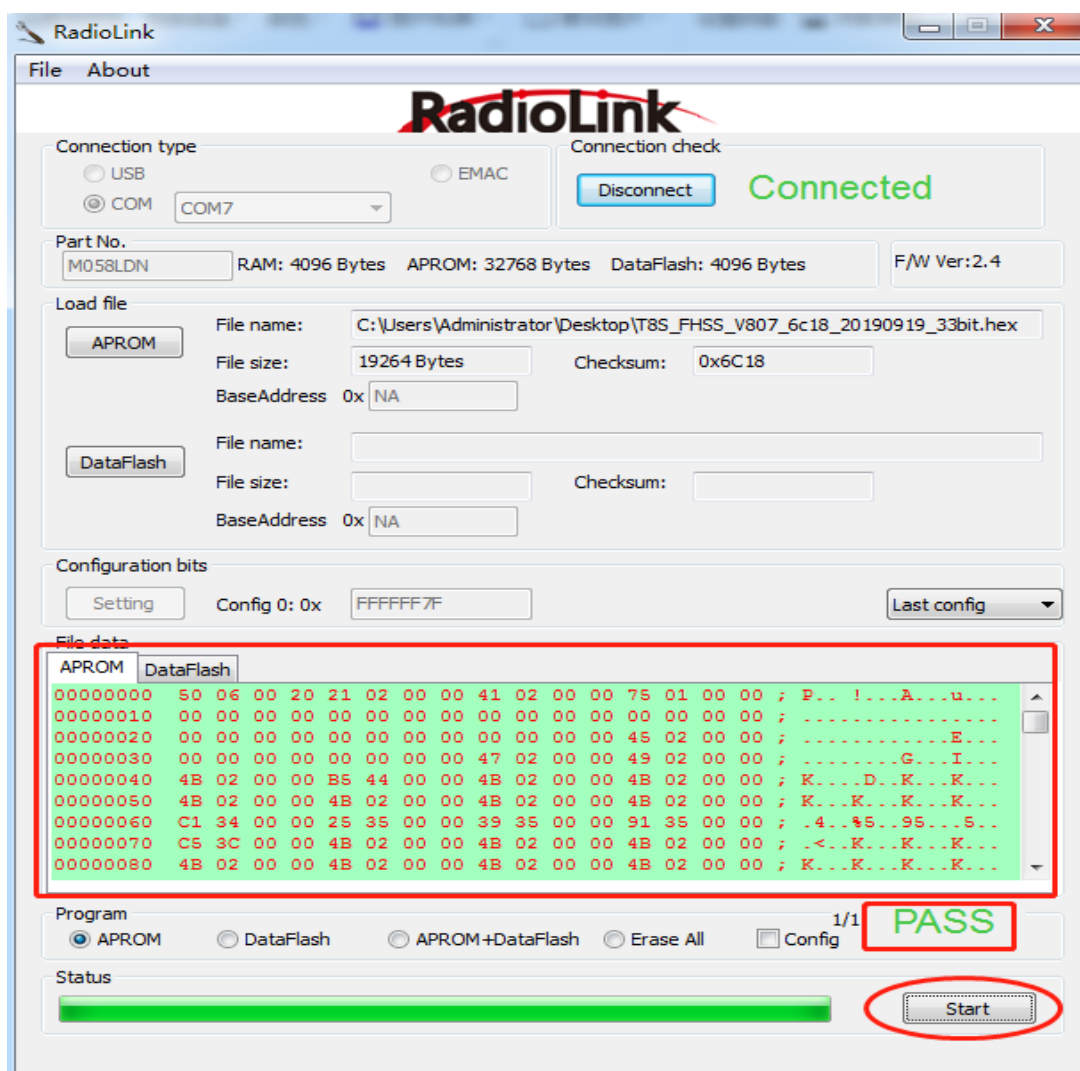 RadioLink
File About
RadioLink
Connection type
USB
EMAC
COM
COM7
Connection check
Disconnect
Connected
Part No.
M058LDN
RAM: 4096 Bytes APROM: 32768 Bytes DataFlash: 4096 Bytes
F/W Ver:2.4
Load file
APROM
File name:
C:\Users\Administrator\Desktop\T8S_FHSS_V807_6c18_20190919_33bit.hex
File size:
19264 Bytes
Checksum:
0x6C18
BaseAddress 0x NA
DataFlash
File name:
File size:
Checksum:
BaseAddress 0x NA
Configuration bits
Setting
Config 0: 0x
FFFFFF7F
Last config
File data
APROM DataFlash
00000000 50 06 00 20 21 02 00 00 41 02 00 00 75 01 00 00 ; P.. !...A...u...
00000010 00 00 00 00 00 00 00 00 00 00 00 00 00 00 00 00 ; ................
00000020 00 00 00 00 00 00 00 00 00 00 00 00 45 02 00 00 ; ............E...
00000030 00 00 00 00 00 00 00 00 47 02 00 00 49 02 00 00 ; ........G...I...
00000040 4B 02 00 00 B5 44 00 00 4B 02 00 00 4B 02 00 00 ; K....D..K...K...
00000050 4B 02 00 00 4B 02 00 00 4B 02 00 00 4B 02 00 00 ; K...K...K...K...
00000060 C1 34 00 00 25 35 00 00 39 35 00 00 91 35 00 00 ; .4..%5..95...5..
00000070 C5 3C 00 00 4B 02 00 00 4B 02 00 00 4B 02 00 00 ; .<..K...K...K...
00000080 4B 02 00 00 4B 02 00 00 4B 02 00 00 4B 02 00 00 ; K...K...K...K...
Program
APROM
DataFlash
APROM+DataFlash
Erase All
Config
1/1
PASS
Status
Start